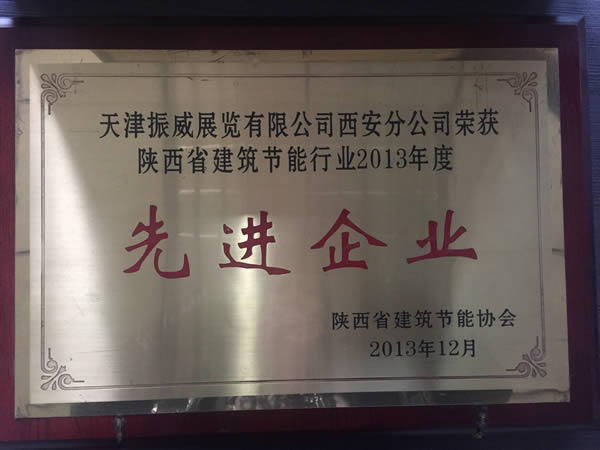 天津振威展览有限公司西安分公司荣获
陕西省建筑节能行业2013年度
先进企业
陕西省建筑节能协会
2013年12月